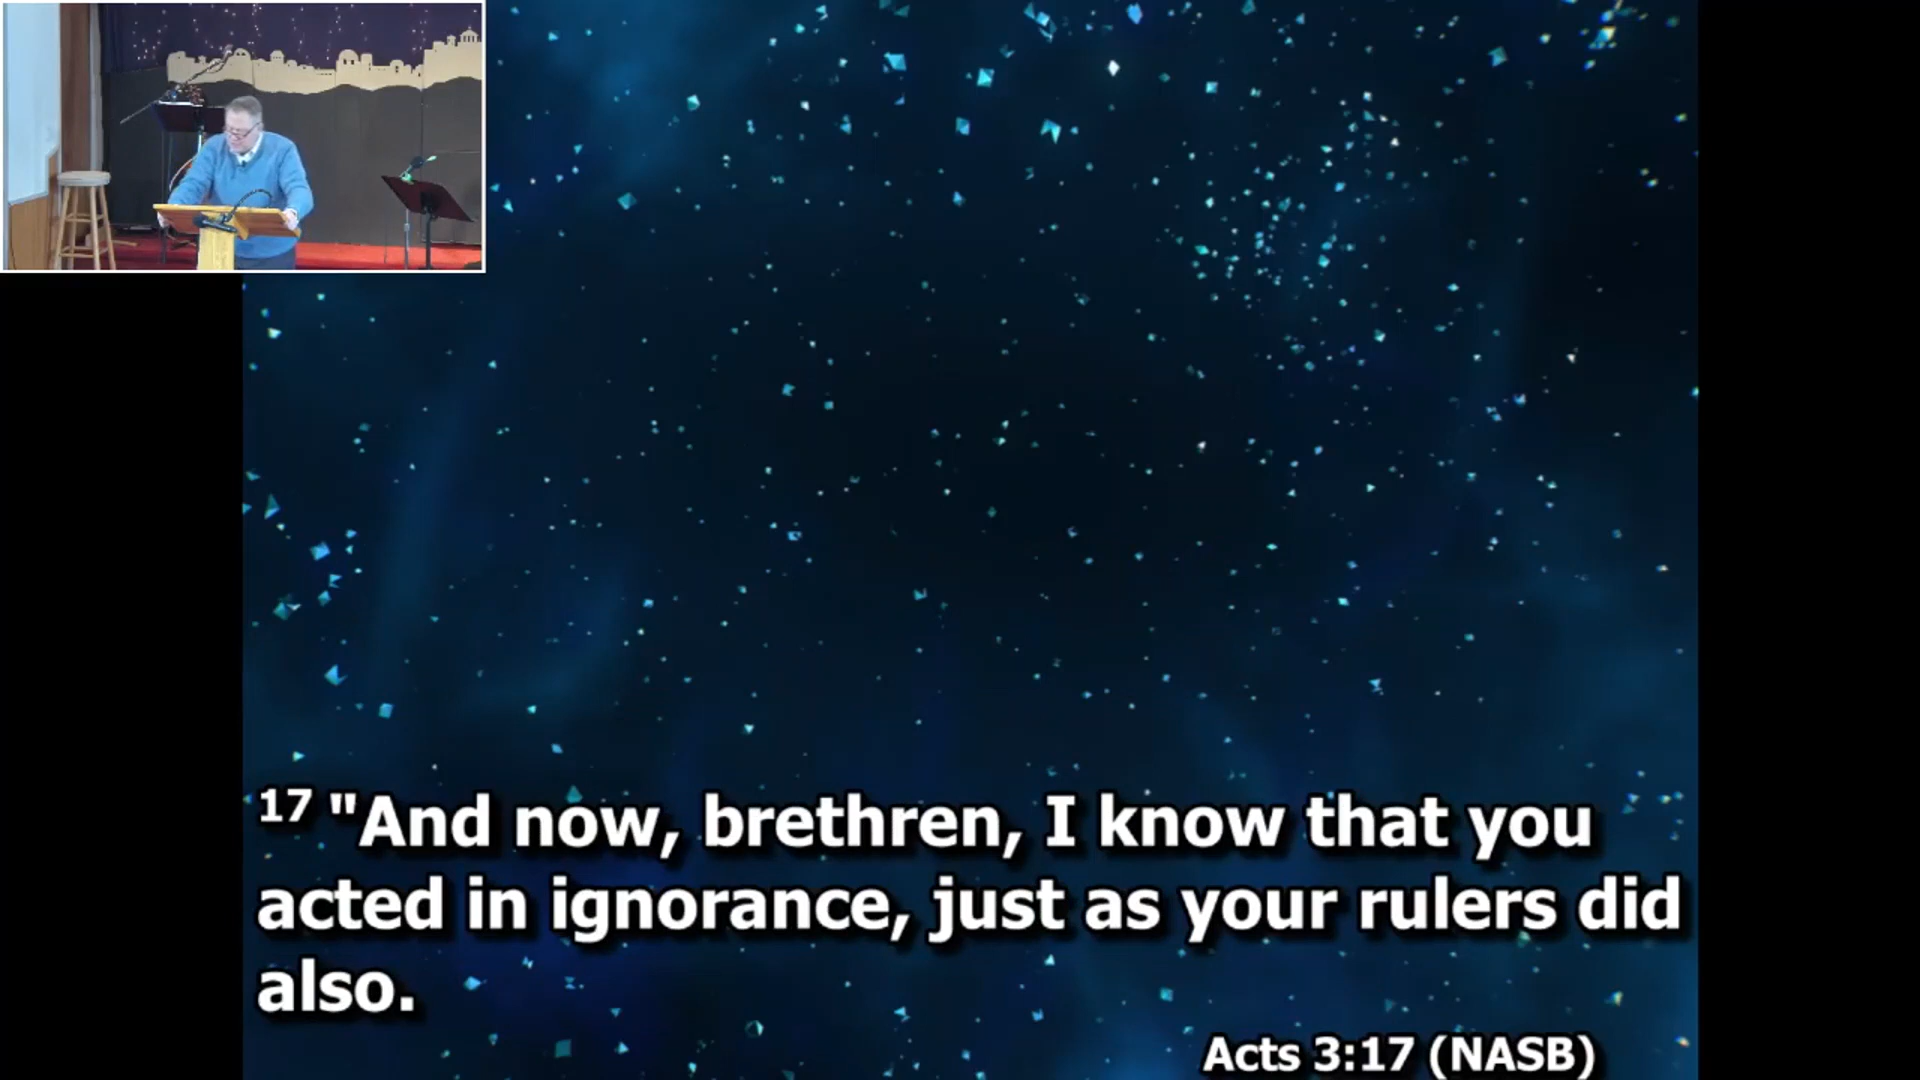 17 "And now, brethren, I know that you
acted in ignorance, just as your rulers did
also.
Acts 3:17 (NASB)